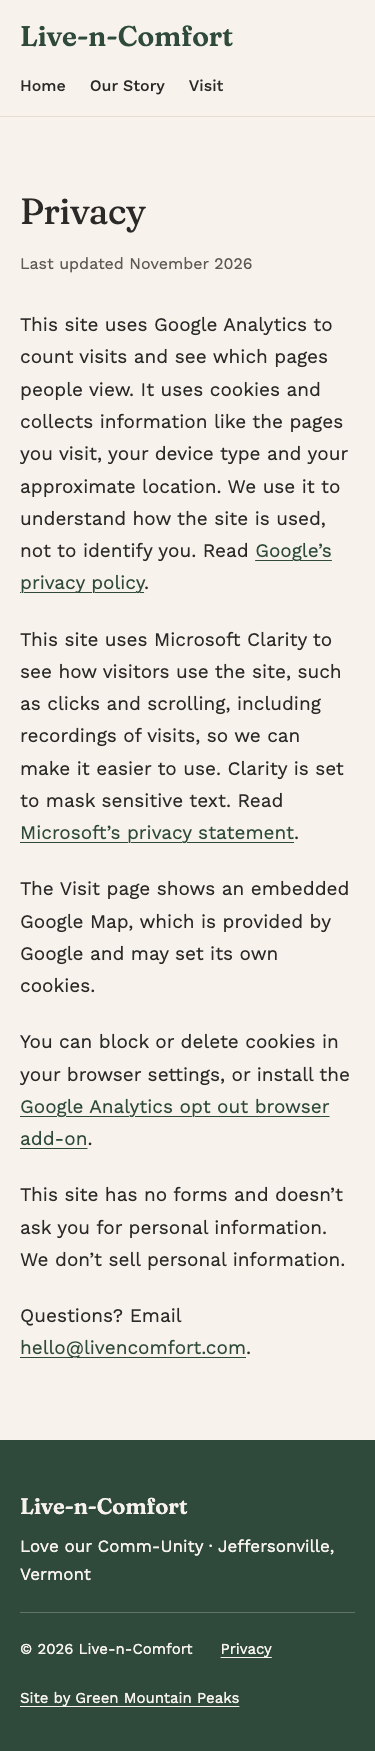 Live-n-Comfort
Home Our Story Visit
Privacy
Last updated November 2026
This site uses Google Analytics to
count visits and see which pages
people view. It uses cookies and
collects information like the pages
you visit, your device type and your
approximate location. We use it to
understand how the site is used,
not to identify you. Read Google’s
privacy policy.
This site uses Microsoft Clarity to
see how visitors use the site, such
as clicks and scrolling, including
recordings of visits, so we can
make it easier to use. Clarity is set
to mask sensitive text. Read
Microsoft’s privacy statement.
The Visit page shows an embedded
Google Map, which is provided by
Google and may set its own
cookies.
You can block or delete cookies in
your browser settings, or install the
Google Analytics opt out browser
add-on.
This site has no forms and doesn’t
ask you for personal information.
We don’t sell personal information.
Questions? Email
hello@livencomfort.com.
Live-n-Comfort
Love our Comm-Unity · Jeffersonville,
Vermont
© 2026 Live-n-Comfort Privacy
Site by Green Mountain Peaks